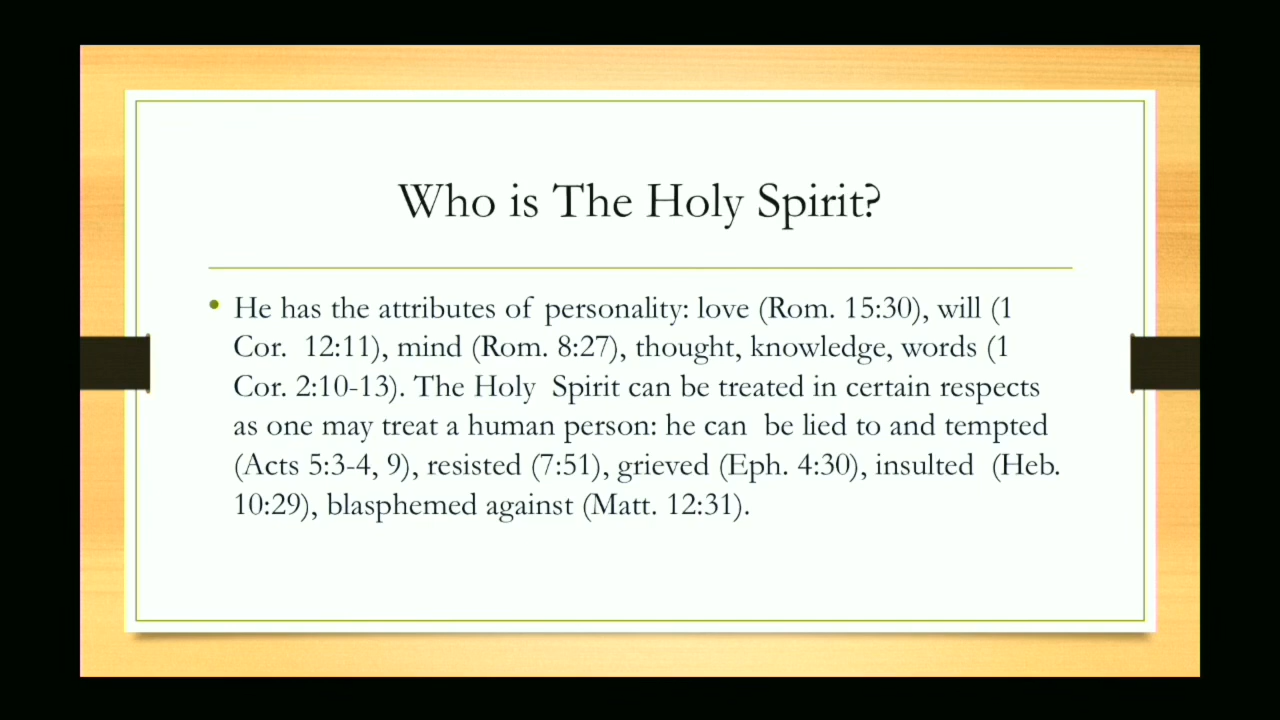 Who is The Holy Spirit?
• He has the attributes of personality: love (Rom. 15:30), will (1
Cor. 12:11), mind (Rom. 8:27), thought, knowledge, words (1
Cor. 2:10-13). The Holy Spirit can be treated in certain respects
as one may treat a human person: he can be lied to and tempted
(Acts 5:3-4, 9), resisted (7:51), grieved (Eph. 4:30), insulted (Heb.
10:29), blasphemed against (Matt. 12:31).